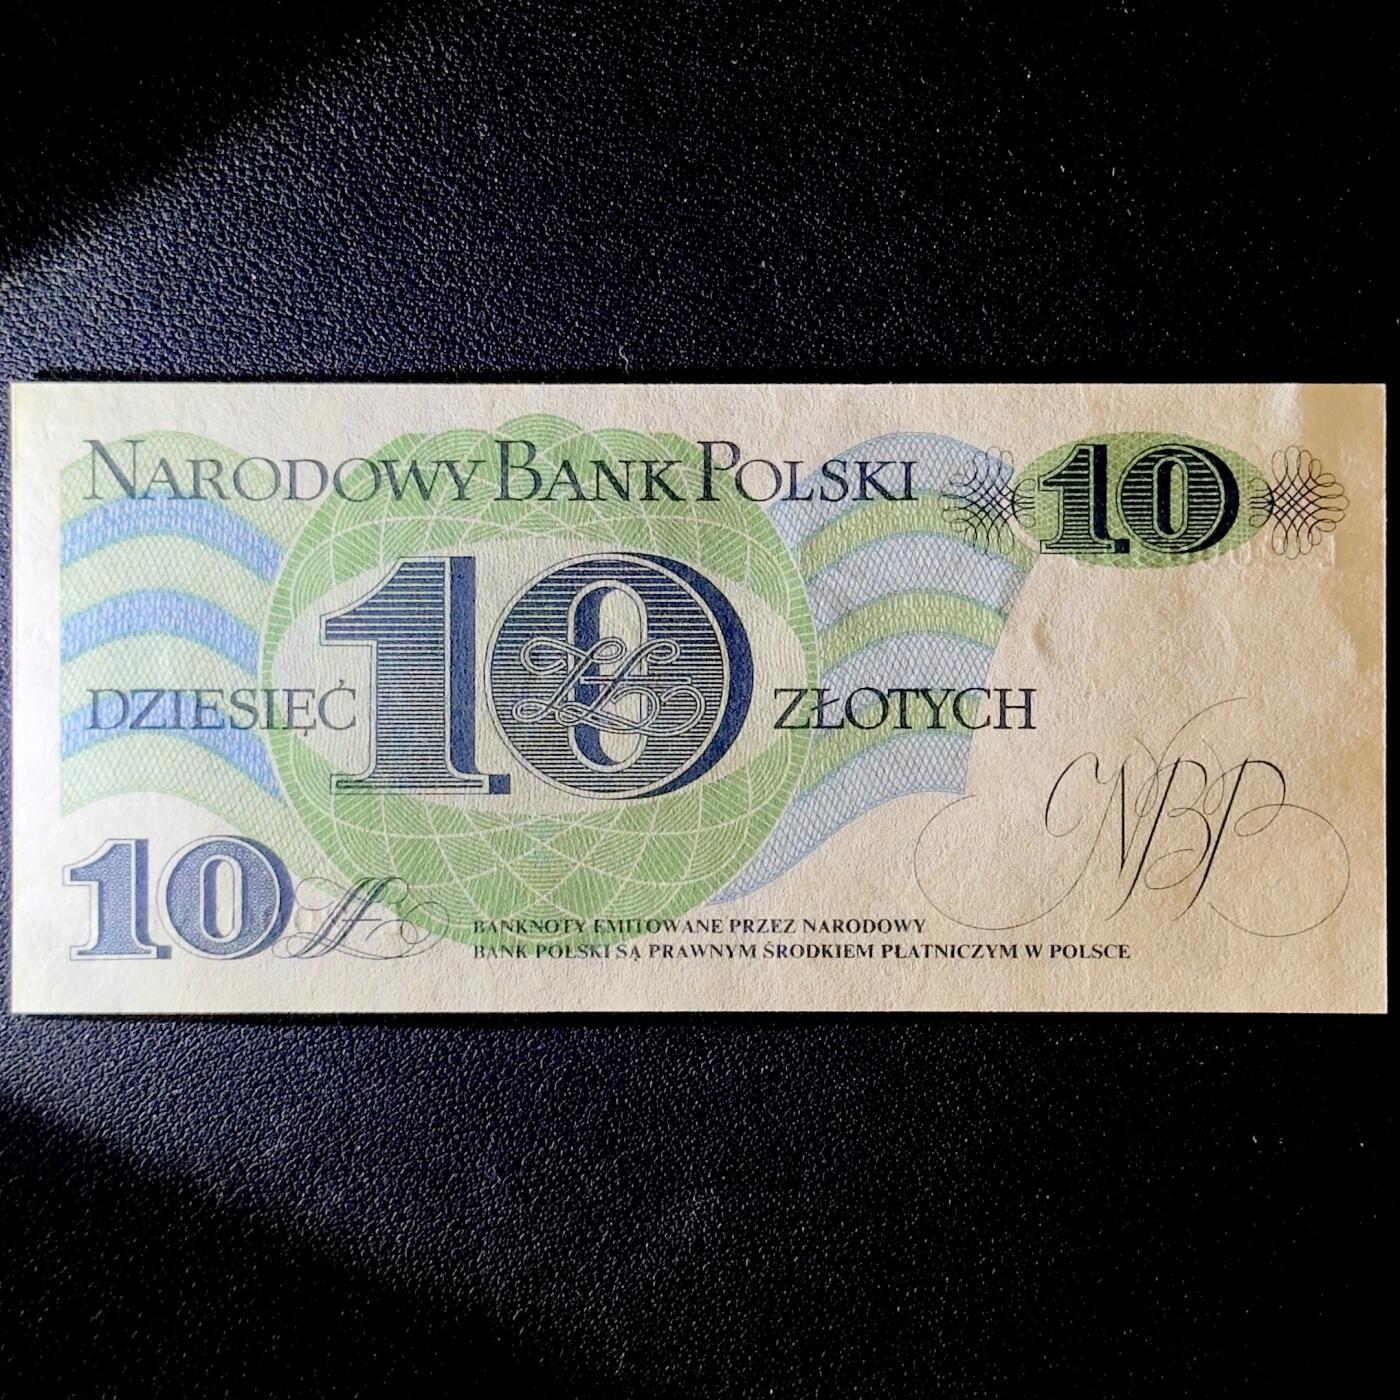 NARODOWY BANK POLSKI 10
10
DZIESIĘĆ ZŁOTYCH
NBP
10 zł
BANKNOTY EMITOWANE PRZEZ NARODOWY
BANK POLSKI SĄ PRAWNYM ŚRODKIEM PŁATNICZYM W POLSCE